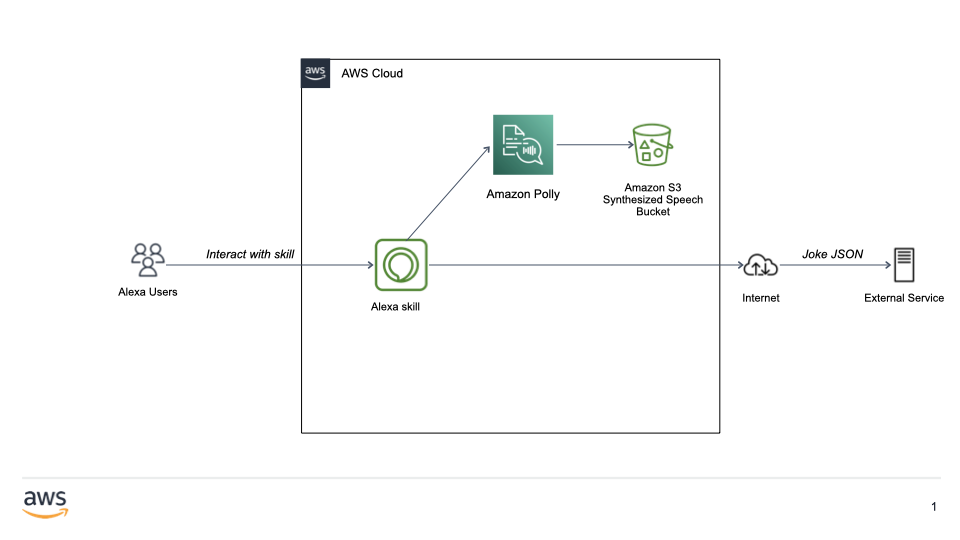 aws
AWS Cloud
Amazon Polly
Amazon S3
Synthesized Speech
Bucket
Interact with skill
Joke JSON
Alexa Users
Alexa skill
Internet
External Service
aws
1